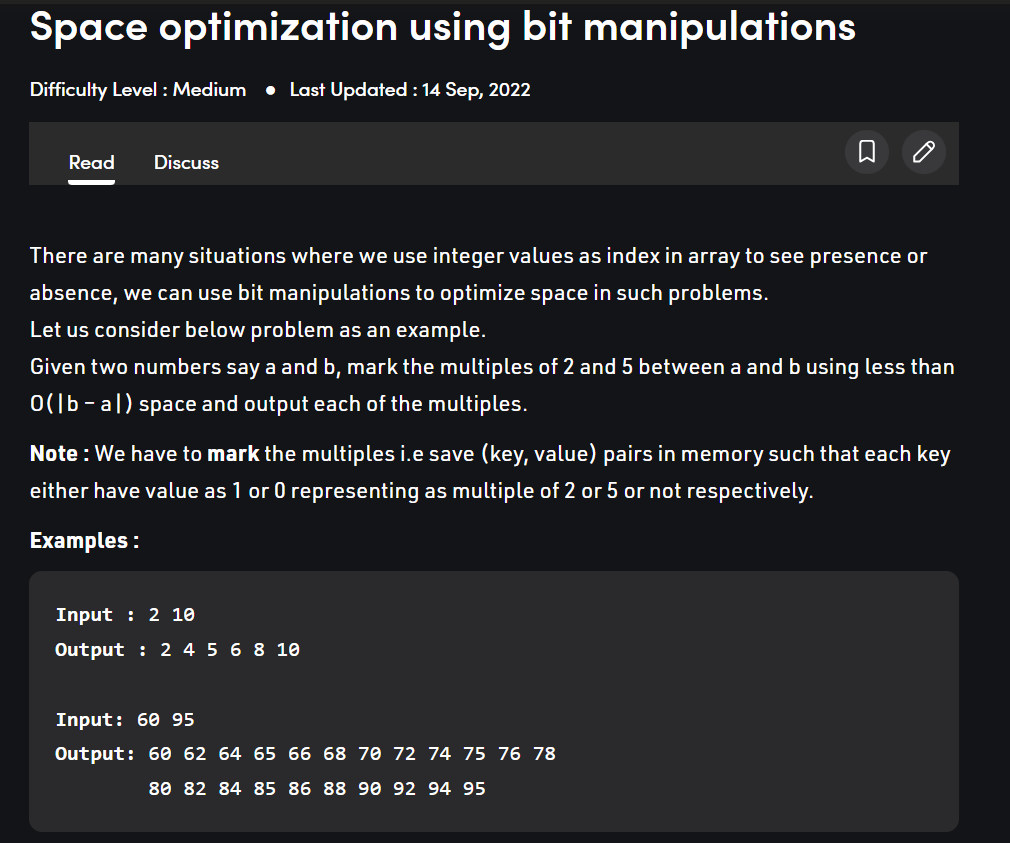 Space optimization using bit manipulations
Difficulty Level : Medium ● Last Updated : 14 Sep, 2022
Read Discuss
There are many situations where we use integer values as index in array to see presence or
absence, we can use bit manipulations to optimize space in such problems.
Let us consider below problem as an example.
Given two numbers say a and b, mark the multiples of 2 and 5 between a and b using less than
O(|b – a|) space and output each of the multiples.
Note : We have to mark the multiples i.e save (key, value) pairs in memory such that each key
either have value as 1 or 0 representing as multiple of 2 or 5 or not respectively.
Examples :
Input : 2 10
Output : 2 4 5 6 8 10
Input: 60 95
Output: 60 62 64 65 66 68 70 72 74 75 76 78
80 82 84 85 86 88 90 92 94 95